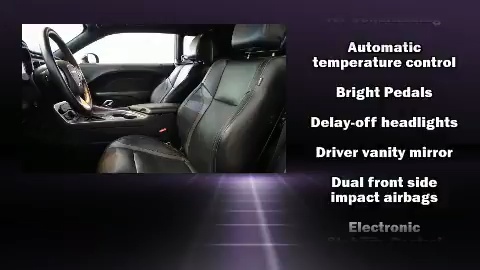 Automatic
temperature control
Bright Pedals
Delay-off headlights
Driver vanity mirror
Dual front side
impact airbags
Electronic